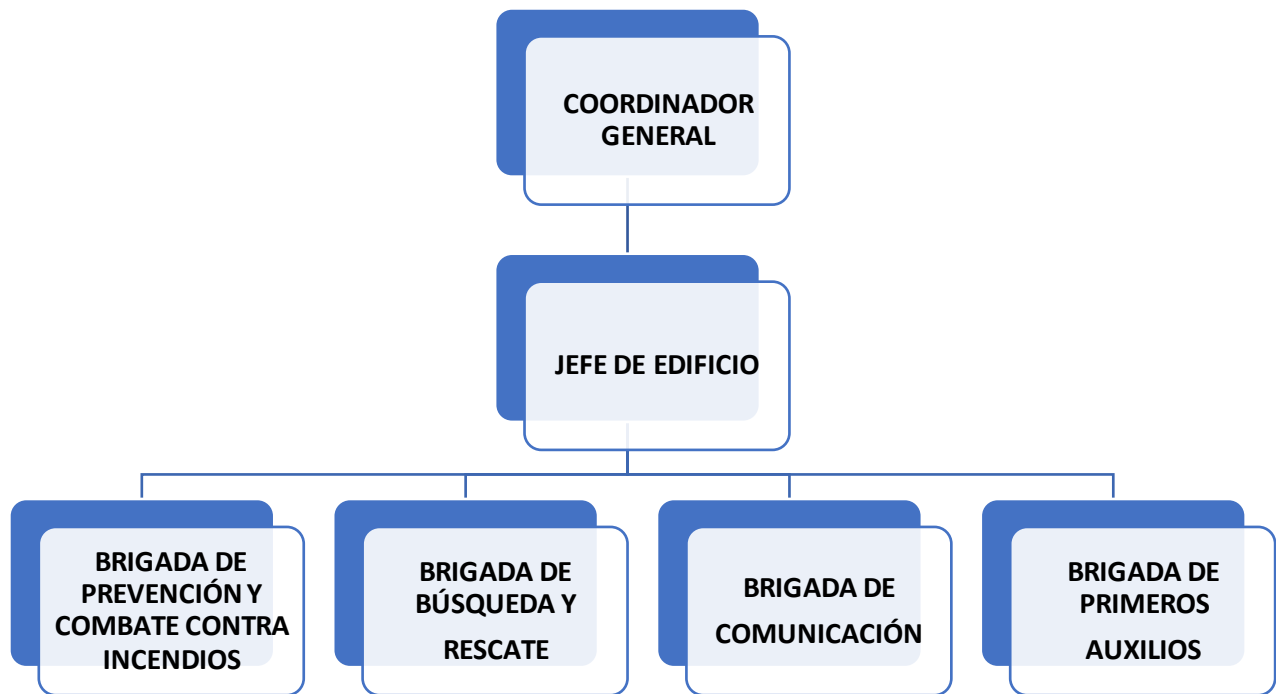 COORDINADOR
GENERAL
JEFE DE EDIFICIO
BRIGADA DE
PREVENCIÓN Y
COMBATE CONTRA
INCENDIOS
BRIGADA DE
BÚSQUEDA Y
RESCATE
BRIGADA DE
COMUNICACIÓN
BRIGADA DE
PRIMEROS
AUXILIOS